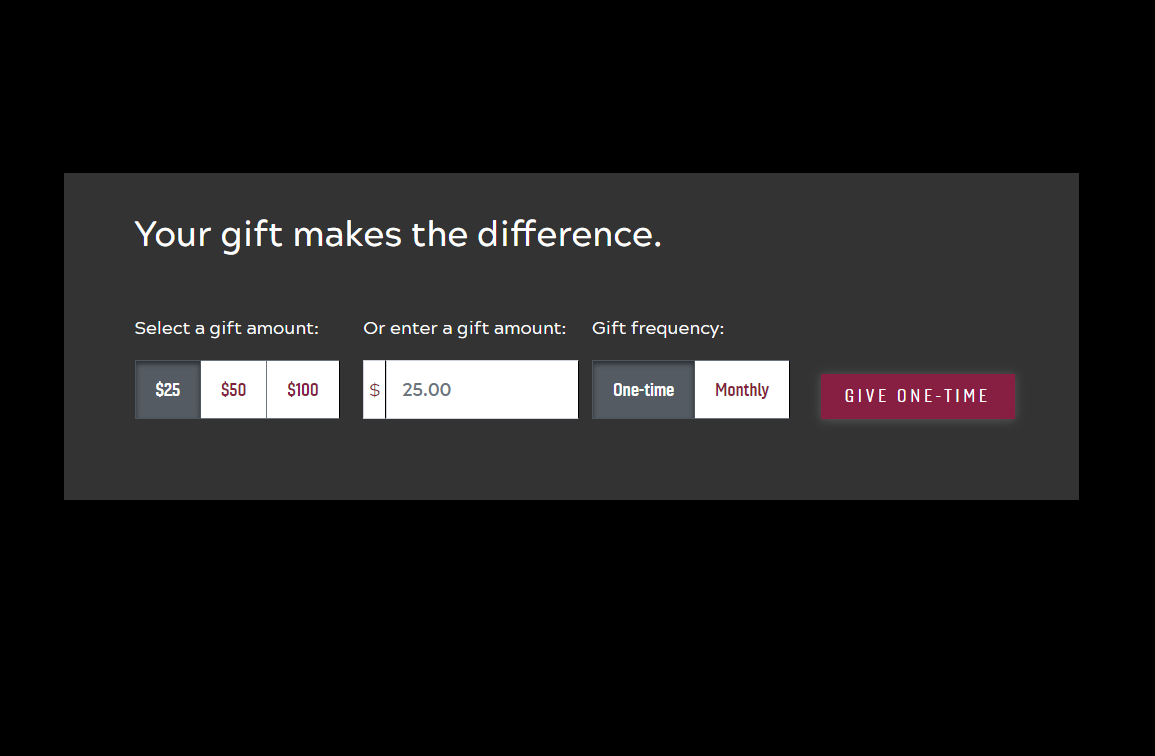 Your gift makes the difference.
Select a gift amount: Or enter a gift amount: Gift frequency:
$25 $50 $100 $ 25.00 One-time Monthly GIVE ONE-TIME